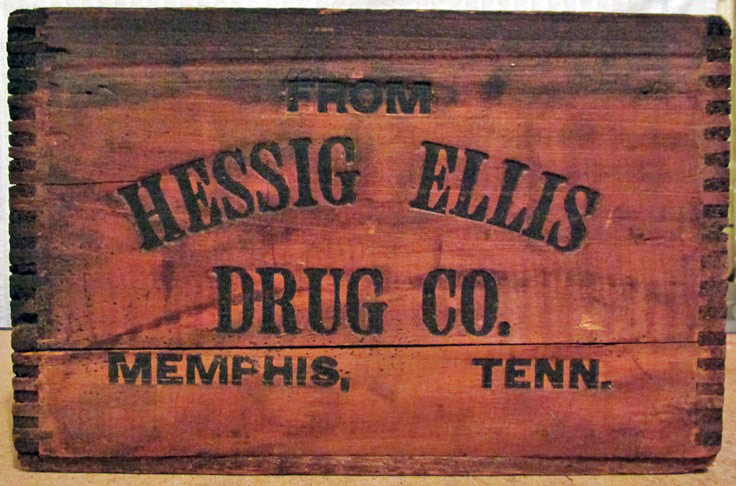 FROM
HESSIG ELLIS
DRUG CO.
MEMPHIS, TENN.